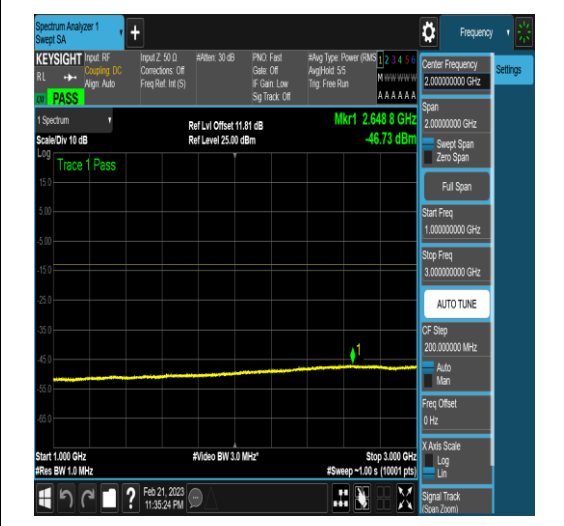 Spectrum Analyzer 1
Swept SA
+
Frequency
KEYSIGHT
RL
Input: RF
Coupling: DC
Align: Auto
Input Z: 50 Ω
Corrections: Off
Freq Ref: Int (S)
#Atten: 30 dB
PNO: Fast
Gate: Off
IF Gain: Low
Sig Track: Off
#Avg Type: Power (RMS
Avg|Hold: 5/5
Trig: Free Run
1 2 3 4 5 6
M W W W W W
A A A A A A
PASS
1 Spectrum
Scale/Div 10 dB
Ref Lvl Offset 11.81 dB
Ref Level 25.00 dBm
Mkr1 2.648 8 GHz
-46.73 dBm
Log
Trace 1 Pass
15.0
5.00
-5.00
-15.0
-25.0
-35.0
-45.0
-55.0
-65.0
1
Start 1.000 GHz
#Res BW 1.0 MHz
#Video BW 3.0 MHz*
Stop 3.000 GHz
#Sweep ~1.00 s (10001 pts)
Feb 21, 2023
11:35:24 PM
Center Frequency
2.000000000 GHz
Settings
Span
2.00000000 GHz
Swept Span
Zero Span
Full Span
Start Freq
1.000000000 GHz
Stop Freq
3.000000000 GHz
AUTO TUNE
CF Step
200.000000 MHz
Auto
Man
Freq Offset
0 Hz
X Axis Scale
Log
Lin
Signal Track
(Span Zoom)